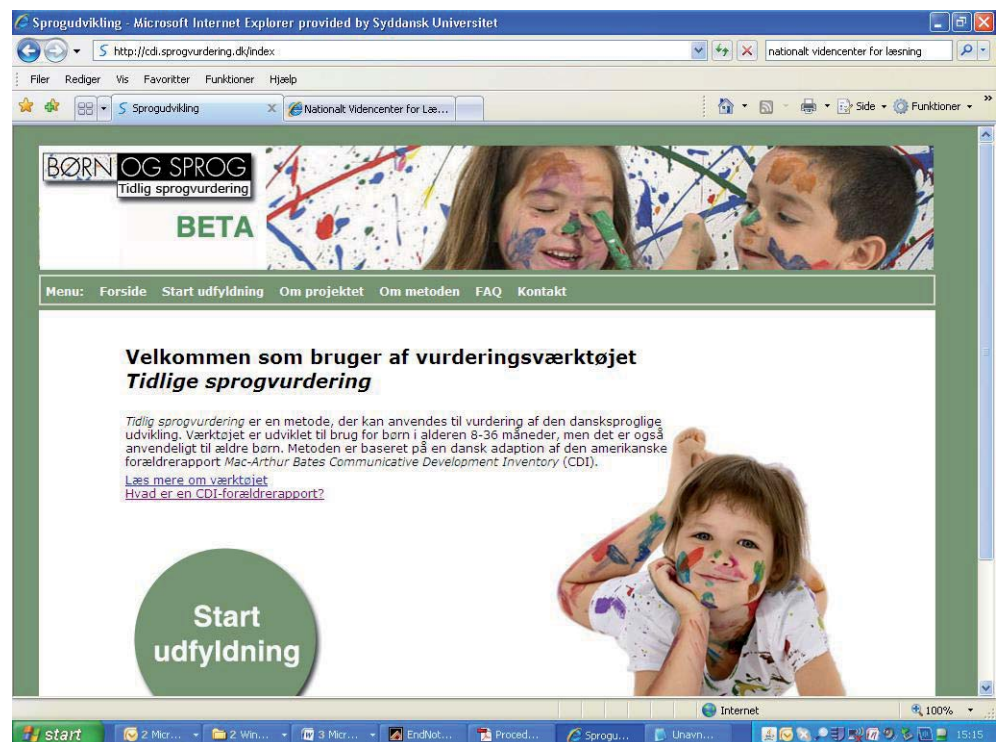 Sprogudvikling - Microsoft Internet Explorer provided by Syddansk Universitet
http://cdi.sprogvurdering.dk/index
nationalt videncenter for læsning
Filer Rediger Vis Favoritter Funktioner Hjælp
Sprogudvikling
Nationalt Videncenter for Læ...
Side
Funktioner
BØRN OG SPROG
Tidlig sprogvurdering
BETA
Menu: Forside Start udfyldning Om projektet Om metoden FAQ Kontakt
Velkommen som bruger af vurderingsværktøjet
Tidlige sprogvurdering
Tidlig sprogvurdering er en metode, der kan anvendes til vurdering af den dansksproglige
udvikling. Værktøjet er udviklet til brug for børn i alderen 8-36 måneder, men det er også
anvendeligt til ældre børn. Metoden er baseret på en dansk adaption af den amerikanske
forældrerapport Mac-Arthur Bates Communicative Development Inventory (CDI).
Læs mere om værktøjet
Hvad er en CDI-forældrerapport?
Start
udfyldning
Internet
100%
start
2 Micr...
2 Win...
3 Micr...
EndNot...
Proced...
Sprogu...
Unavn...
15:15